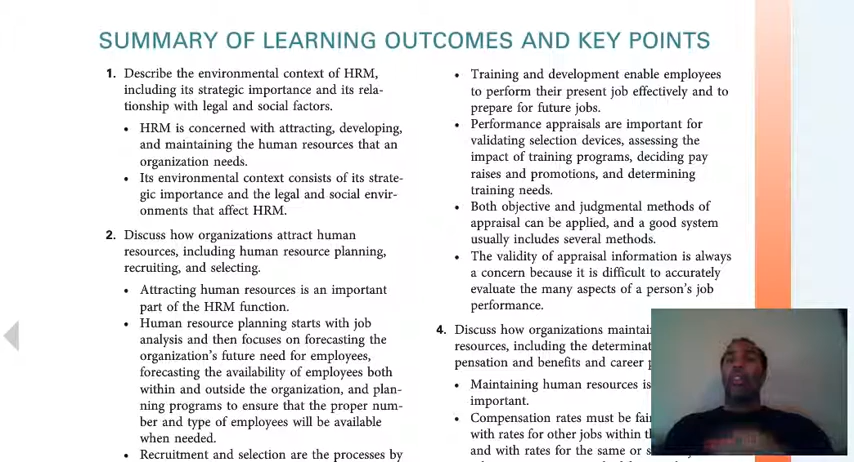 SUMMARY OF LEARNING OUTCOMES AND KEY POINTS
1. Describe the environmental context of HRM,
including its strategic importance and its rela-
tionship with legal and social factors.
• HRM is concerned with attracting, developing,
and maintaining the human resources that an
organization needs.
• Its environmental context consists of its strate-
gic importance and the legal and social envir-
onments that affect HRM.
2. Discuss how organizations attract human
resources, including human resource planning,
recruiting, and selecting.
• Attracting human resources is an important
part of the HRM function.
• Human resource planning starts with job
analysis and then focuses on forecasting the
organization's future need for employees,
forecasting the availability of employees both
within and outside the organization, and plan-
ning programs to ensure that the proper num-
ber and type of employees will be available
when needed.
• Recruitment and selection are the processes by
• Training and development enable employees
to perform their present job effectively and to
prepare for future jobs.
• Performance appraisals are important for
validating selection devices, assessing the
impact of training programs, deciding pay
raises and promotions, and determining
training needs.
• Both objective and judgmental methods of
appraisal can be applied, and a good system
usually includes several methods.
• The validity of appraisal information is always
a concern because it is difficult to accurately
evaluate the many aspects of a person's job
performance.
4. Discuss how organizations maintai
resources, including the determinat
pensation and benefits and career p
• Maintaining human resources is
important.
• Compensation rates must be fair
with rates for other jobs within t
and with rates for the same or s